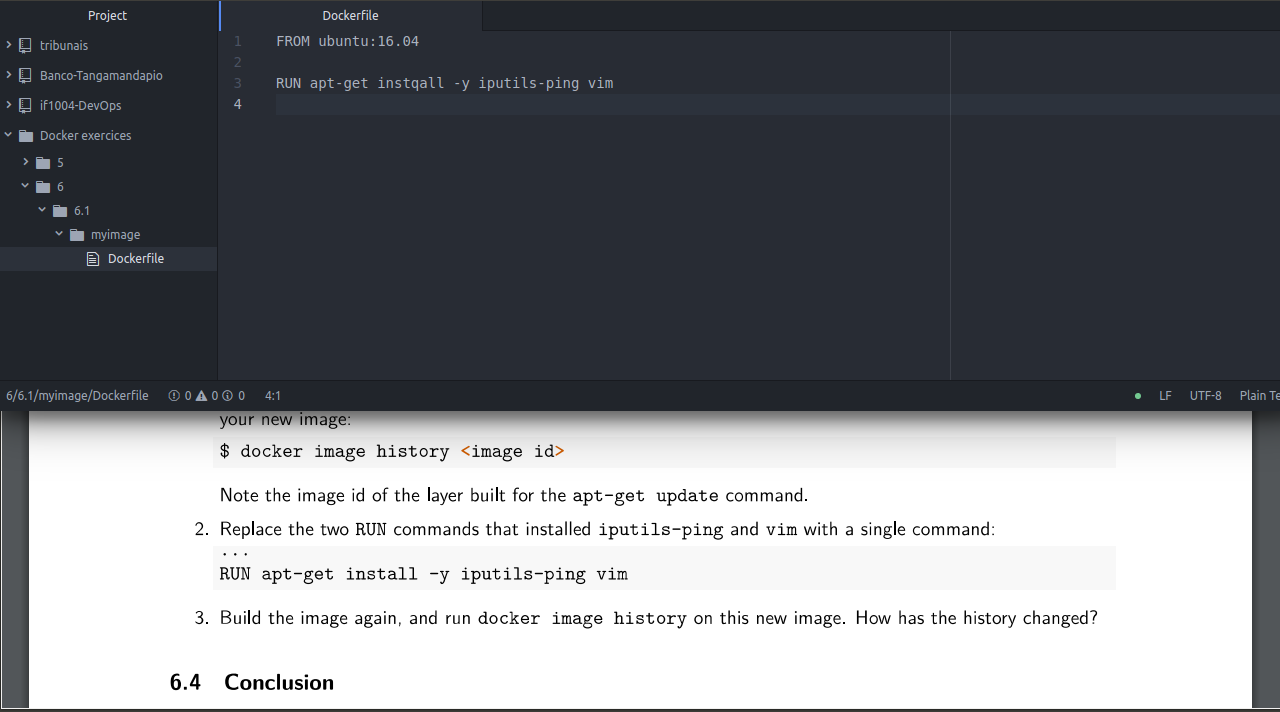 Project
tribunais
Banco-Tangamandapio
if1004-DevOps
Docker exercices
5
6
6.1
myimage
Dockerfile
Dockerfile
1 FROM ubuntu:16.04
2
3 RUN apt-get instqall -y iputils-ping vim
4
6/6.1/myimage/Dockerfile 0 0 0 4:1 LF UTF-8 Plain Te
your new image:
$ docker image history <image id>
Note the image id of the layer built for the apt-get update command.
2. Replace the two RUN commands that installed iputils-ping and vim with a single command:
...
RUN apt-get install -y iputils-ping vim
3. Build the image again, and run docker image history on this new image. How has the history changed?
6.4 Conclusion